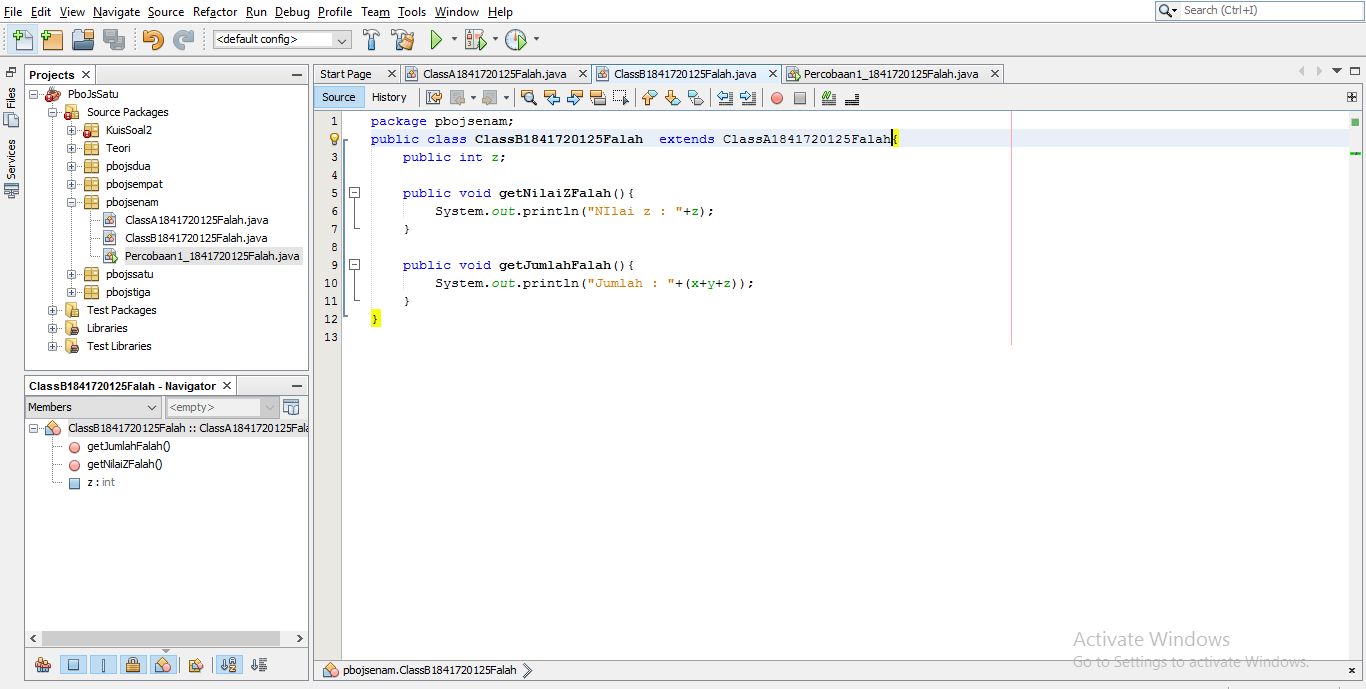 File Edit View Navigate Source Refactor Run Debug Profile Team Tools Window Help
Search (Ctrl+I)
<default config>
Files
Services
Projects
PboJsSatu
Source Packages
KuisSoal2
Teori
pbojsdua
pbojsempat
pbojsenam
ClassA1841720125Falah.java
ClassB1841720125Falah.java
Percobaan1_1841720125Falah.java
pbojssatu
pbojstiga
Test Packages
Libraries
Test Libraries
ClassB1841720125Falah - Navigator
Members <empty>
ClassB1841720125Falah :: ClassA1841720125Fala
getJumlahFalah()
getNilaiZFalah()
z : int
Start Page ClassA1841720125Falah.java ClassB1841720125Falah.java Percobaan1_1841720125Falah.java
Source History
1 package pbojsenam;
public class ClassB1841720125Falah  extends ClassA1841720125Falah{
3 public int z;
4
5 public void getNilaiZFalah(){
6 System.out.println("NIlai z : "+z);
7 }
8
9 public void getJumlahFalah(){
10 System.out.println("Jumlah : "+(x+y+z));
11 }
12 }
13
Activate Windows
Go to Settings to activate Windows.
pbojsenam.ClassB1841720125Falah